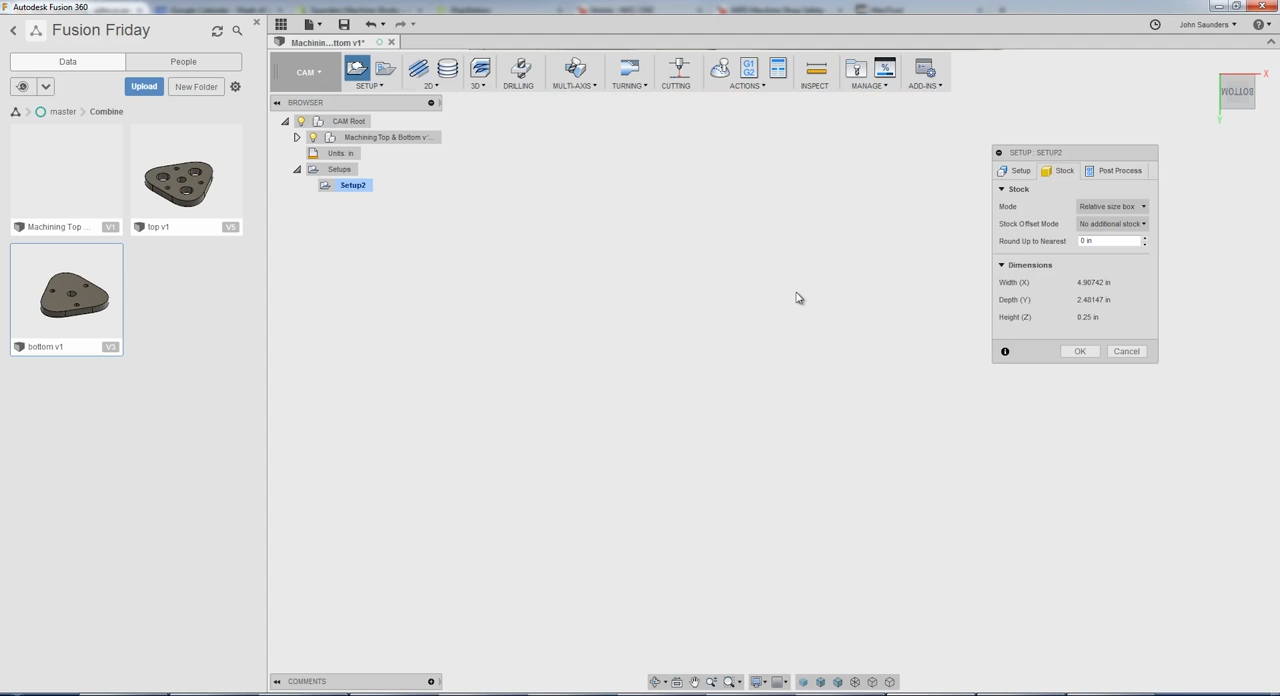 Autodesk Fusion 360
Fusion Friday
John Saunders
Data
People
Machinin...ttom v1*
Upload
New Folder
master
Combine
CAM
SETUP
2D
3D
DRILLING
MULTI-AXIS
TURNING
CUTTING
G1
G2
ACTIONS
INSPECT
MANAGE
ADD-INS
BROWSER
CAM Root
Machining Top & Bottom v'...
Units: in
Setups
Setup2
X
BOTTOM
Y
Machining Top ...
V1
top v1
V5
bottom v1
V3
SETUP : SETUP2
Setup
Stock
Post Process
Stock
Mode
Relative size box
Stock Offset Mode
No additional stock
Round Up to Nearest
0 in
Dimensions
Width (X)
4.90742 in
Depth (Y)
2.48147 in
Height (Z)
0.25 in
OK
Cancel
COMMENTS